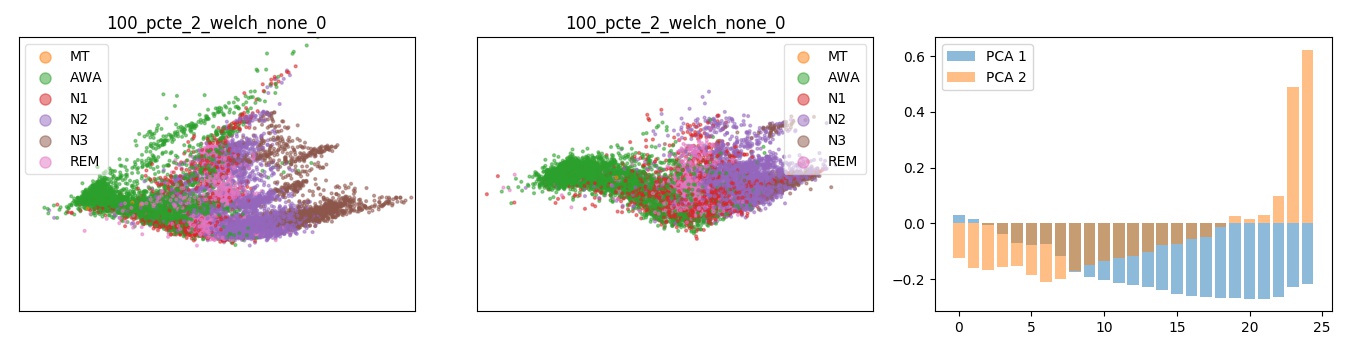 100_pcte_2_welch_none_0
MT
AWA
N1
N2
N3
REM
100_pcte_2_welch_none_0
MT
AWA
N1
N2
N3
REM
PCA 1
PCA 2
0.6
0.4
0.2
0.0
−0.2
0
5
10
15
20
25